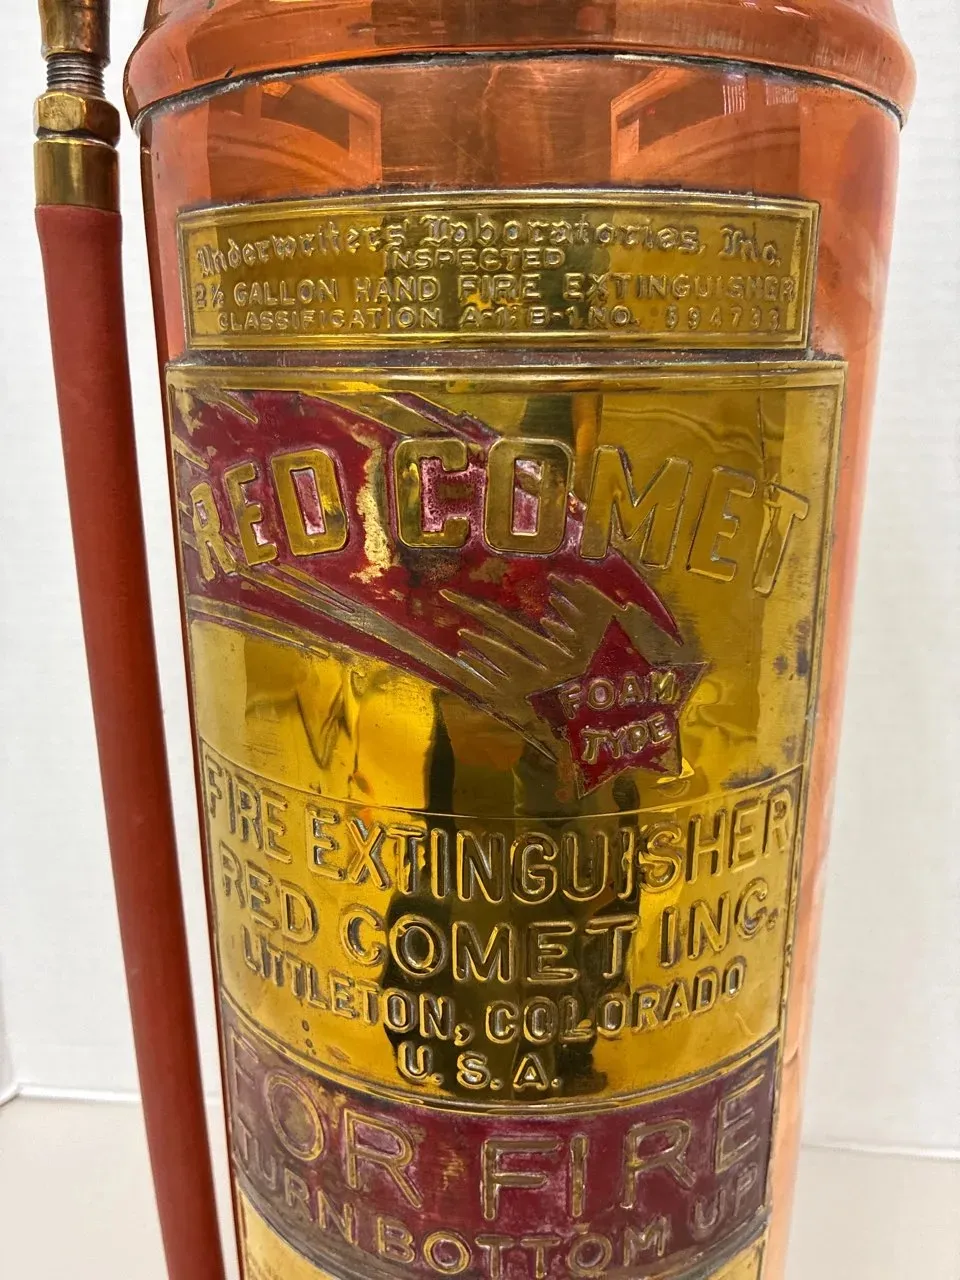 Underwriters' Laboratories, Inc.
INSPECTED
2½ GALLON HAND FIRE EXTINGUISHER
CLASSIFICATION A-1: B-1 NO. 594733
RED COMET
FOAM
TYPE
FIRE EXTINGUISHER
RED COMET INC.
LITTLETON, COLORADO
U.S.A.
FOR FIRE
TURN BOTTOM UP